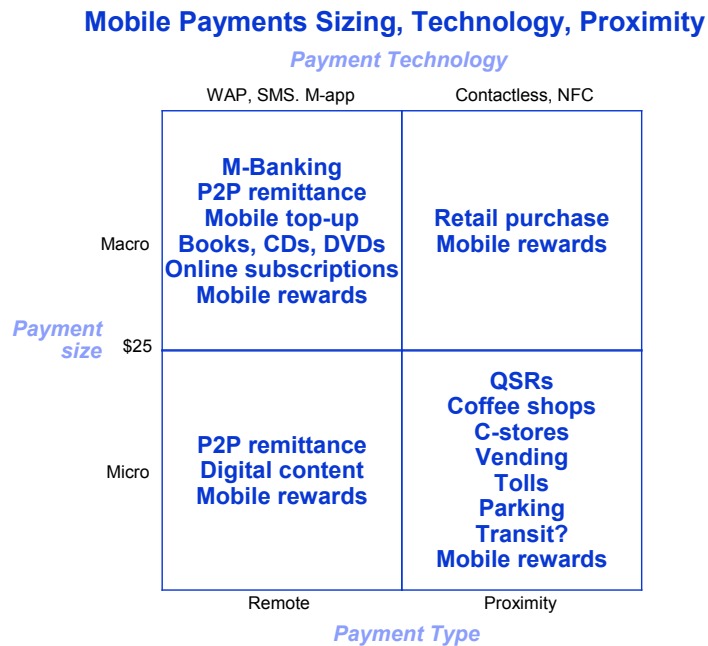 Mobile Payments Sizing, Technology, Proximity
Payment Technology
WAP, SMS. M-app
Contactless, NFC
Macro
M-Banking
P2P remittance
Mobile top-up
Books, CDs, DVDs
Online subscriptions
Mobile rewards
Retail purchase
Mobile rewards
Payment
size
$25
Micro
P2P remittance
Digital content
Mobile rewards
QSRs
Coffee shops
C-stores
Vending
Tolls
Parking
Transit?
Mobile rewards
Remote
Proximity
Payment Type